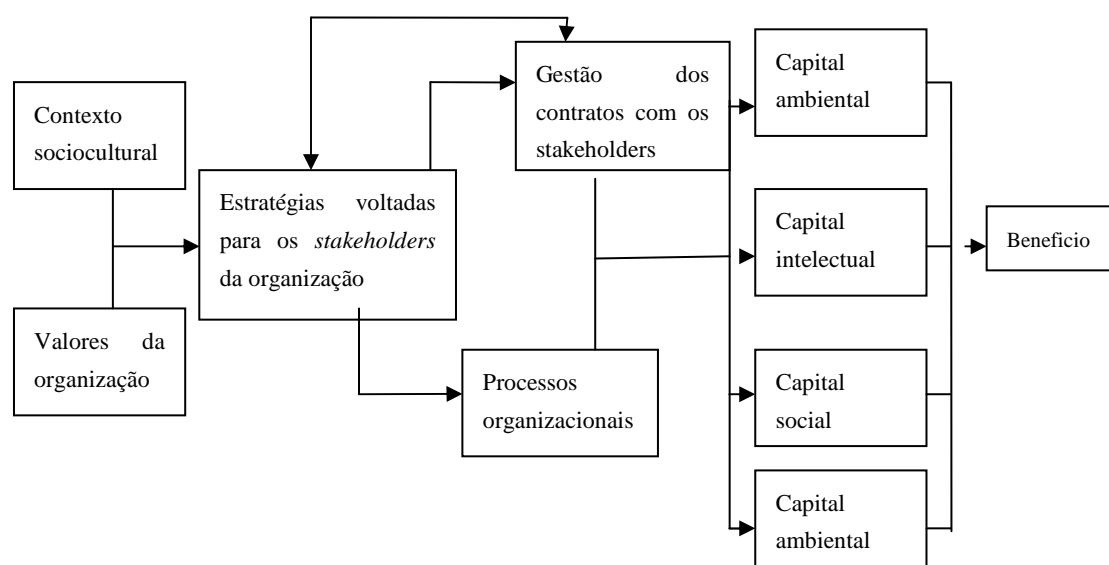 Contexto
sociocultural
Valores da
organização
Estratégias voltadas
para os stakeholders
da organização
Gestão dos
contratos com os
stakeholders
Processos
organizacionais
Capital
ambiental
Capital
intelectual
Capital
social
Capital
ambiental
Beneficio